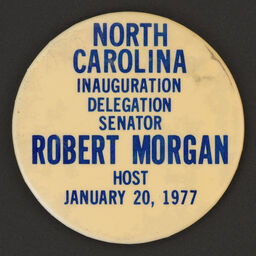 NORTH
CAROLINA
INAUGURATION
DELEGATION
SENATOR
ROBERT MORGAN
HOST
JANUARY 20, 1977